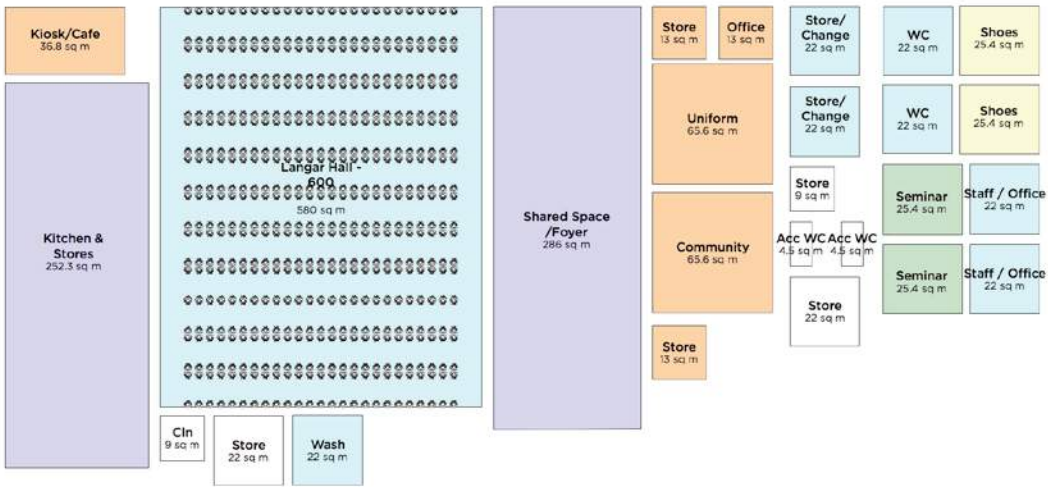 Kiosk/Cafe
36.8 sq m
Kitchen &
Stores
252.3 sq m
Langar Hall -
600
580 sq m
Cln
9 sq m
Store
22 sq m
Wash
22 sq m
Shared Space
/Foyer
286 sq m
Store
13 sq m
Office
13 sq m
Uniform
65.6 sq m
Community
65.6 sq m
Store
13 sq m
Store/
Change
22 sq m
Store/
Change
22 sq m
Store
9 sq m
Acc WC
4.5 sq m
Acc WC
4.5 sq m
Store
22 sq m
WC
22 sq m
Shoes
25.4 sq m
WC
22 sq m
Shoes
25.4 sq m
Seminar
25.4 sq m
Staff / Office
22 sq m
Seminar
25.4 sq m
Staff / Office
22 sq m